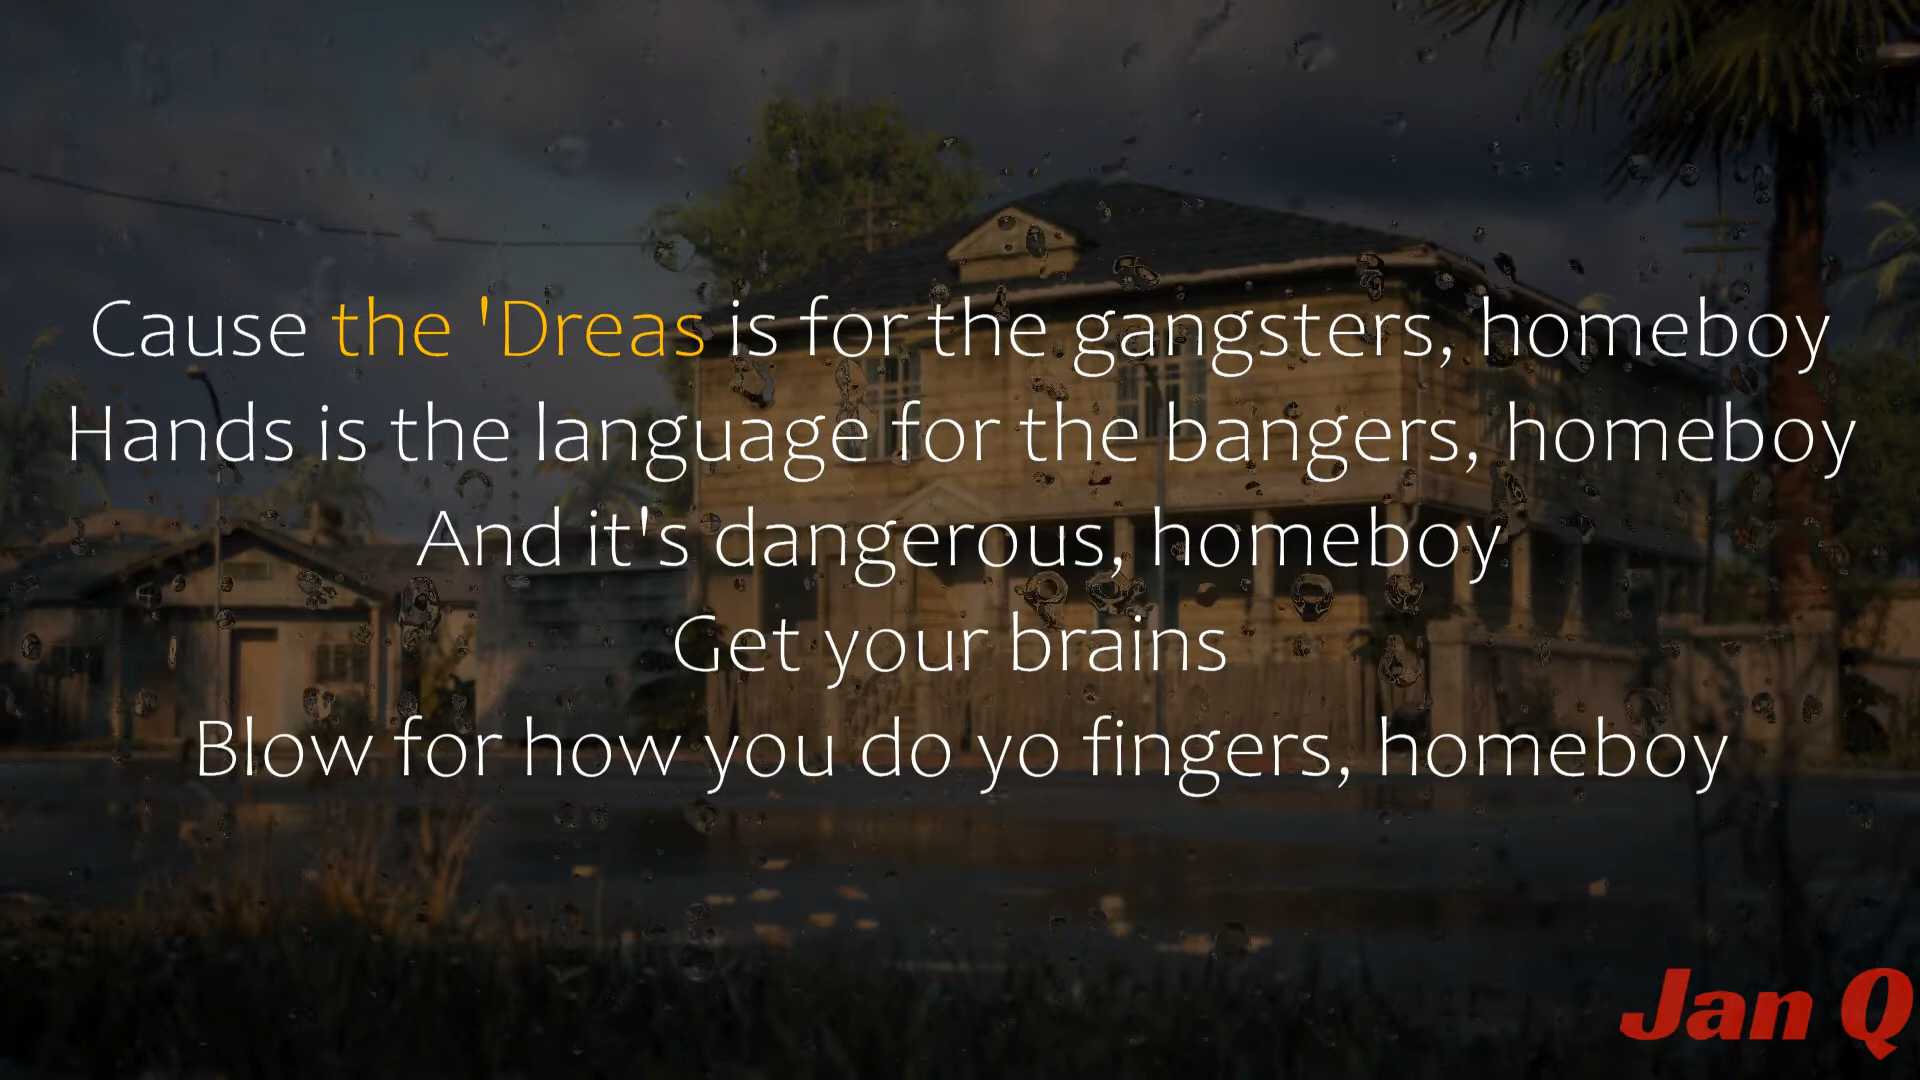 Cause the 'Dreas is for the gangsters, homeboy
Hands is the language for the bangers, homeboy
And it's dangerous, homeboy
Get your brains
Blow for how you do yo fingers, homeboy
Jan Q